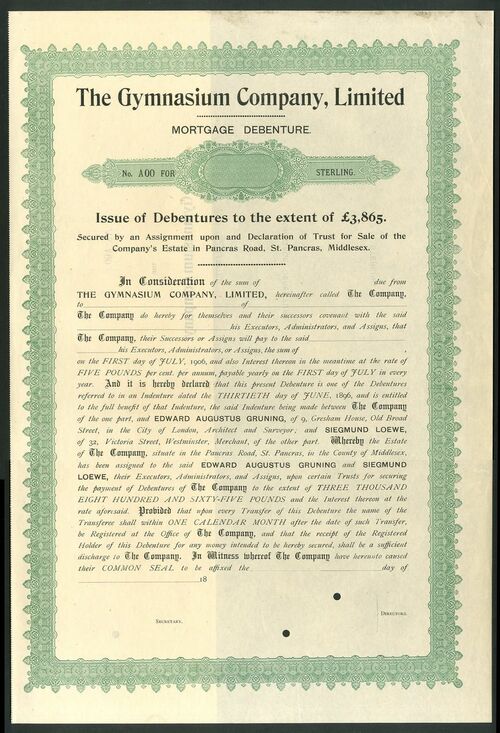 The Gymnasium Company, Limited
MORTGAGE DEBENTURE.
No. A00 FOR STERLING.
Issue of Debentures to the extent of £3,865.
Secured by an Assignment upon and Declaration of Trust for Sale of the
Company's Estate in Pancras Road, St. Pancras, Middlesex.
In Consideration of the sum of due from
THE GYMNASIUM COMPANY, LIMITED, hereinafter called The Company,
to of
The Company do hereby for themselves and their successors covenant with the said
his Executors, Administrators, and Assigns, that
The Company, their Successors or Assigns will pay to the said
his Executors, Administrators, or Assigns, the sum of
on the FIRST day of JULY, 1906, and also Interest thereon in the meantime at the rate of
FIVE POUNDS per cent. per annum, payable yearly on the FIRST day of JULY in every
year. And it is hereby declared that this present Debenture is one of the Debentures
referred to in an Indenture dated the THIRTIETH day of JUNE, 1896, and is entitled
to the full benefit of that Indenture, the said Indenture being made between The Company
of the one part, and EDWARD AUGUSTUS GRUNING, of 9, Gresham House, Old Broad
Street, in the City of London, Architect and Surveyor; and SIEGMUND LOEWE,
of 32, Victoria Street, Westminster, Merchant, of the other part. Whereby the Estate
of The Company, situate in the Pancras Road, St. Pancras, in the County of Middlesex,
has been assigned to the said EDWARD AUGUSTUS GRUNING and SIEGMUND
LOEWE, their Executors, Administrators, and Assigns, upon certain Trusts for securing
the payment of Debentures of The Company to the extent of THREE THOUSAND
EIGHT HUNDRED AND SIXTY-FIVE POUNDS and the Interest thereon at the
rate aforesaid. Provided that upon every Transfer of this Debenture the name of the
Transferee shall within ONE CALENDAR MONTH after the date of such Transfer,
be Registered at the Office of The Company, and that the receipt of the Registered
Holder of this Debenture for any money intended to be hereby secured, shall be a sufficient
discharge to The Company. In Witness whereof The Company have hereunto caused
their COMMON SEAL to be affixed the day of
18
DIRECTORS.
SECRETARY.